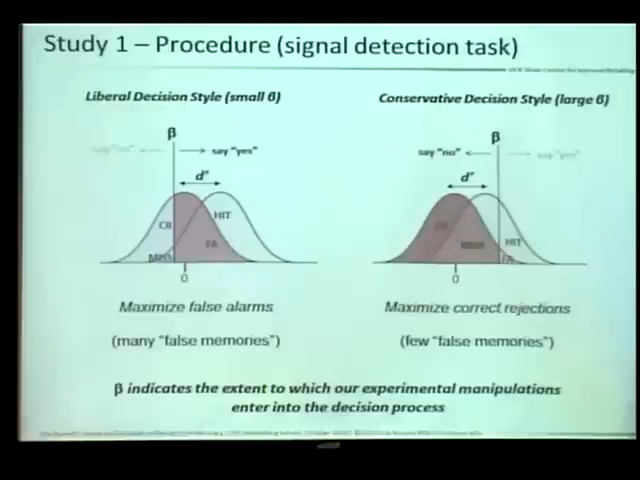 Study 1 – Procedure (signal detection task)
Liberal Decision Style (small β)
Conservative Decision Style (large β)
β
say "yes"
d'
CR
HIT
FA
MISS
0
β
say "no"
say "yes"
d'
CR
MISS
HIT
FA
0
Maximize false alarms
Maximize correct rejections
(many "false memories")
(few "false memories")
β indicates the extent to which our experimental manipulations
enter into the decision process